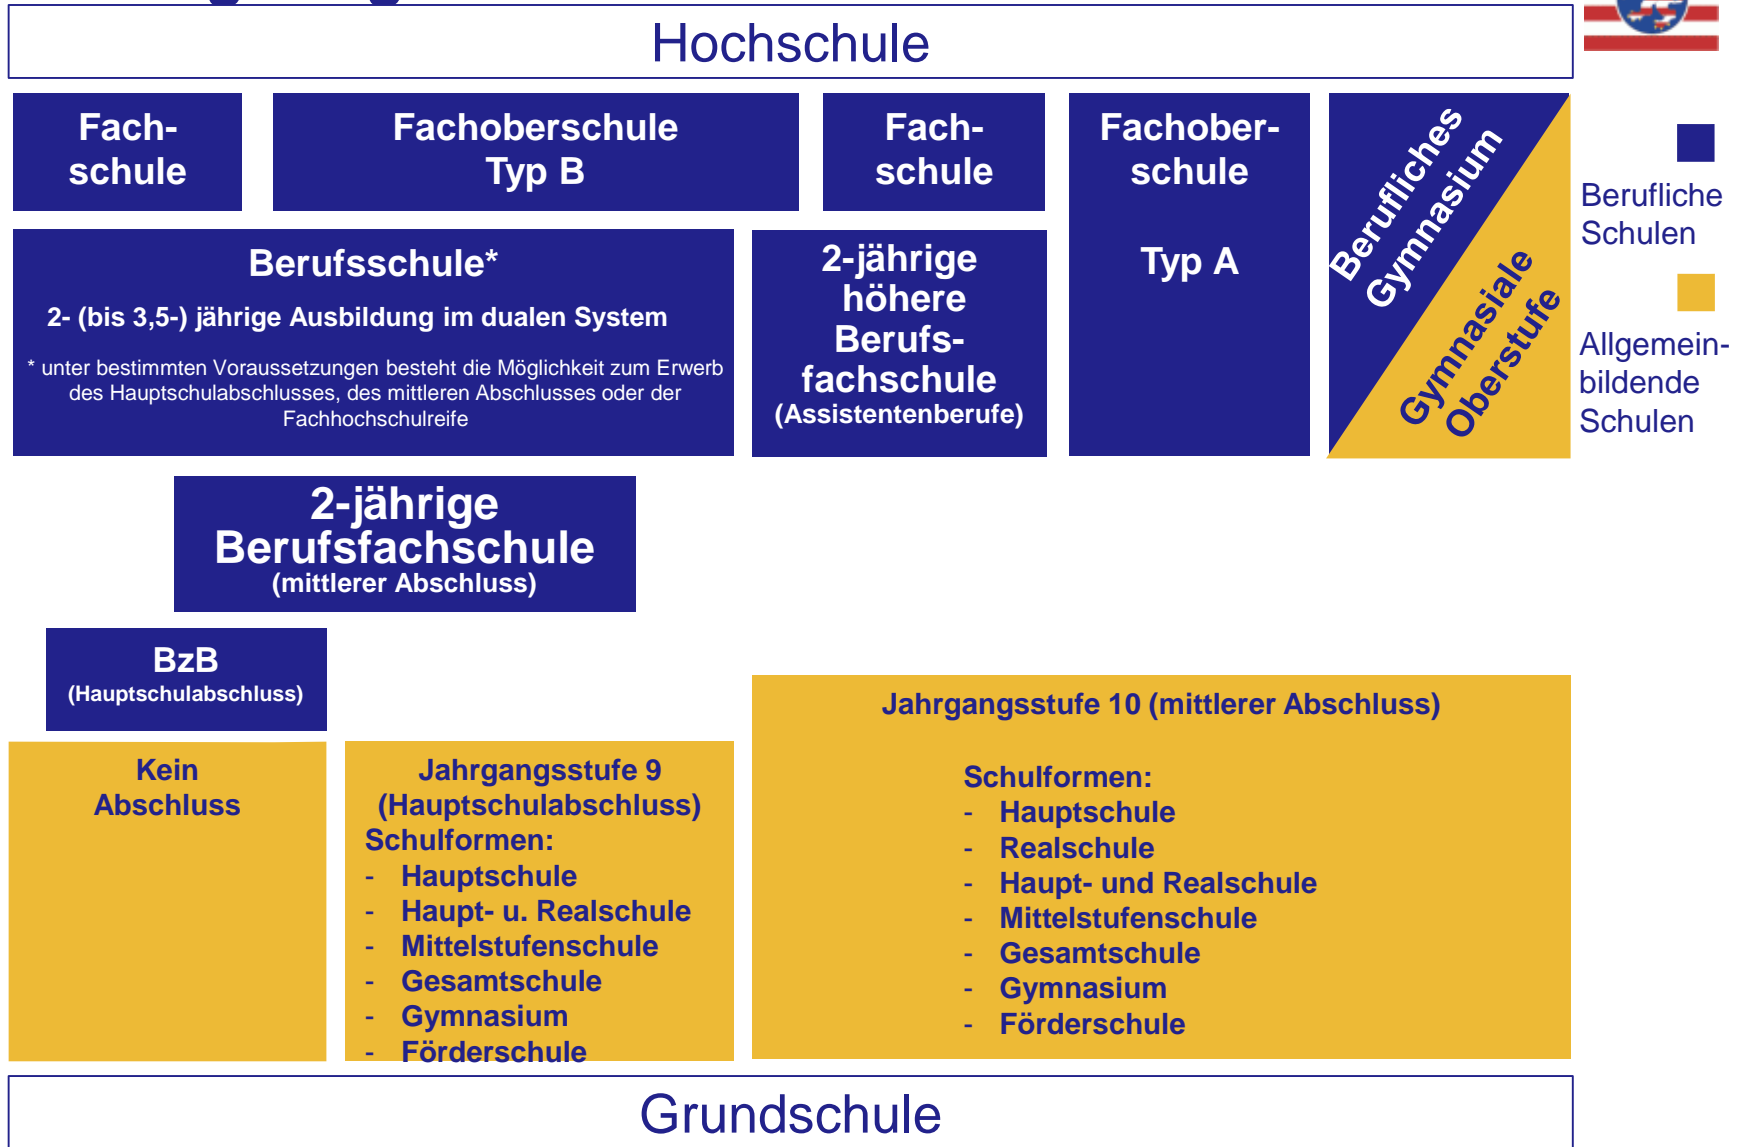 Hochschule
Fach-
schule
Fachoberschule
Typ B
Fach-
schule
Fachober-
schule
Typ A
Berufliches
Gymnasium
Gymnasiale
Oberstufe
Berufliche
Schulen
Allgemein-
bildende
Schulen
Berufsschule*
2- (bis 3,5-) jährige Ausbildung im dualen System
* unter bestimmten Voraussetzungen besteht die Möglichkeit zum Erwerb
des Hauptschulabschlusses, des mittleren Abschlusses oder der
Fachhochschulreife
2-jährige
höhere
Berufs-
fachschule
(Assistentenberufe)
2-jährige
Berufsfachschule
(mittlerer Abschluss)
BzB
(Hauptschulabschluss)
Kein
Abschluss
Jahrgangsstufe 9
(Hauptschulabschluss)
Schulformen:
- Hauptschule
- Haupt- u. Realschule
- Mittelstufenschule
- Gesamtschule
- Gymnasium
- Förderschule
Jahrgangsstufe 10 (mittlerer Abschluss)
Schulformen:
- Hauptschule
- Realschule
- Haupt- und Realschule
- Mittelstufenschule
- Gesamtschule
- Gymnasium
- Förderschule
Grundschule